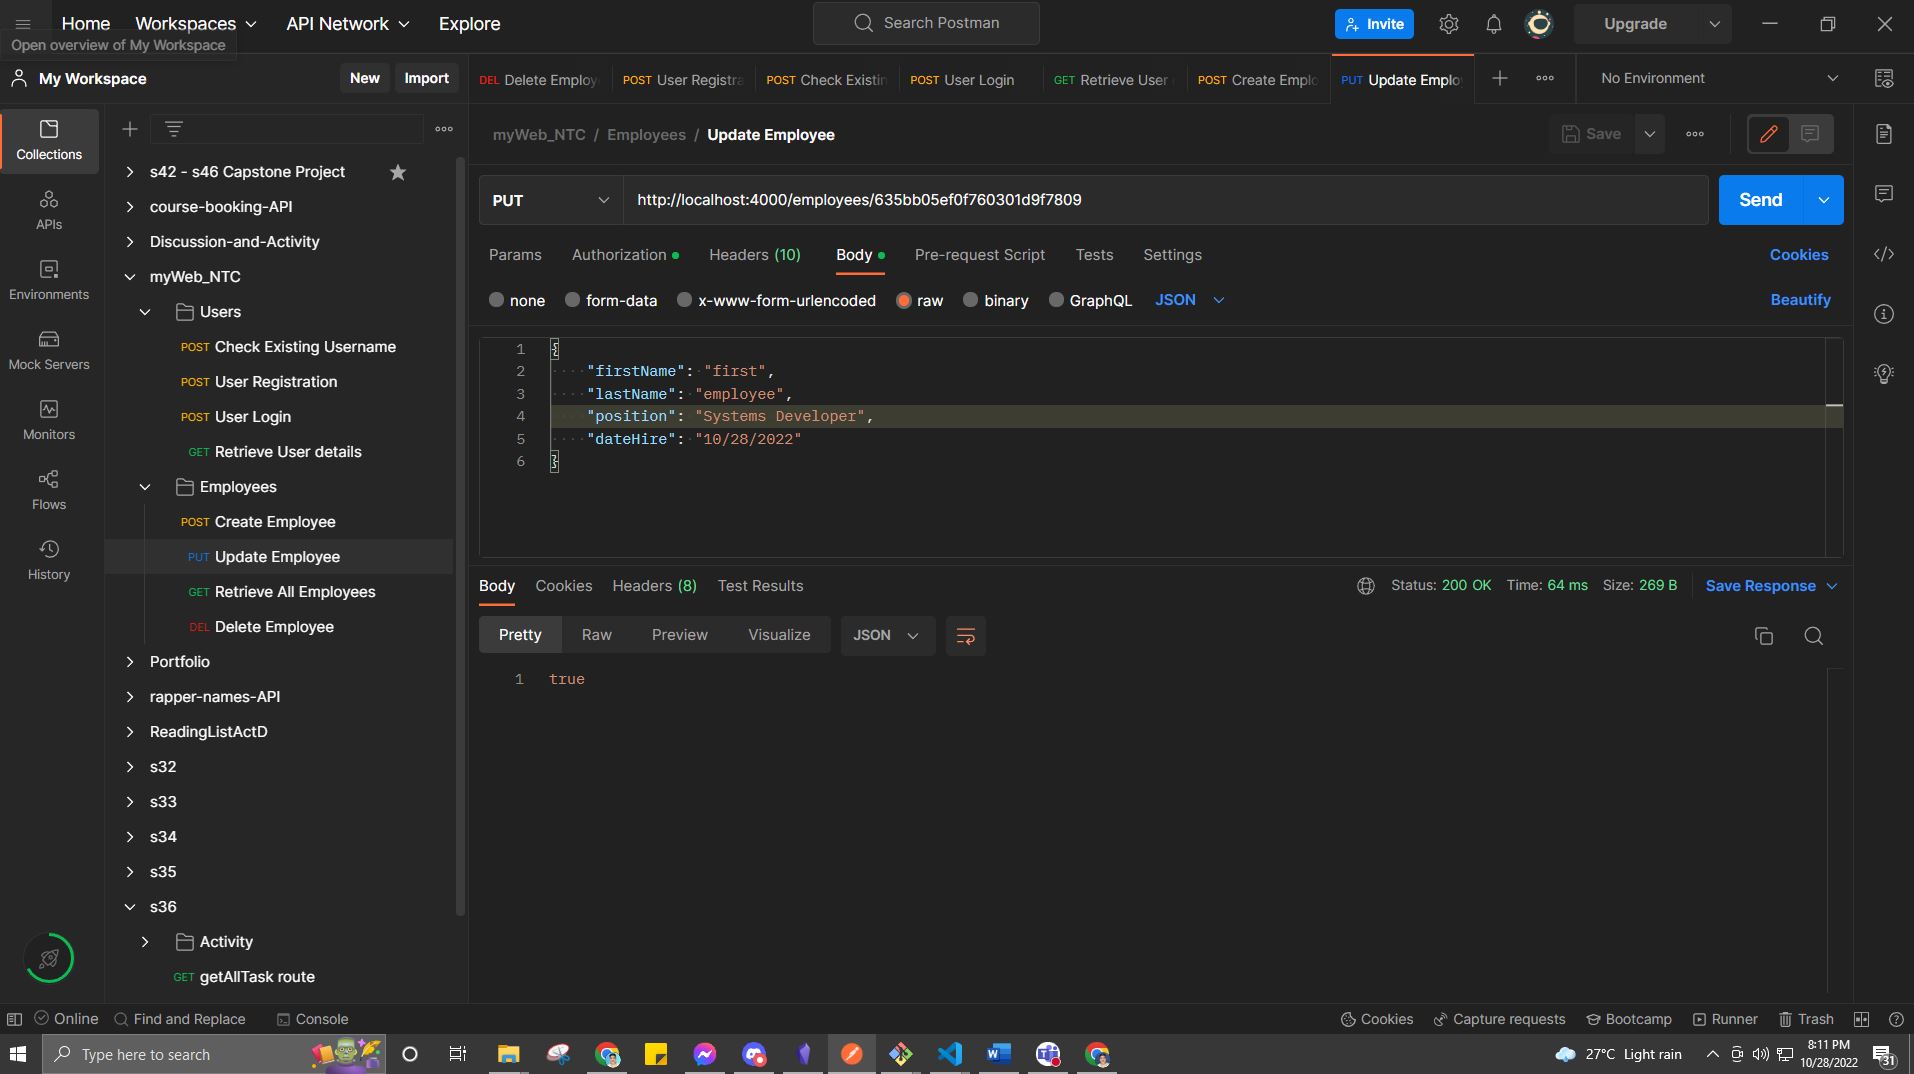 Home Workspaces API Network Explore
Search Postman
Invite
Upgrade
Open overview of My Workspace
My Workspace
New Import
DEL Delete Employ
POST User Registra
POST Check Existin
POST User Login
GET Retrieve User
POST Create Emplo
PUT Update Emplo
No Environment
Collections
APIs
Environments
Mock Servers
Monitors
Flows
History
s42 - s46 Capstone Project
course-booking-API
Discussion-and-Activity
myWeb_NTC
Users
POST Check Existing Username
POST User Registration
POST User Login
GET Retrieve User details
Employees
POST Create Employee
PUT Update Employee
GET Retrieve All Employees
DEL Delete Employee
Portfolio
rapper-names-API
ReadingListActD
s32
s33
s34
s35
s36
Activity
GET getAllTask route
myWeb_NTC / Employees / Update Employee
Save
PUT http://localhost:4000/employees/635bb05ef0f760301d9f7809
Send
Params Authorization Headers (10) Body Pre-request Script Tests Settings
Cookies
none form-data x-www-form-urlencoded raw binary GraphQL JSON
Beautify
1 {
2 "firstName": "first",
3 "lastName": "employee",
4 "position": "Systems Developer",
5 "dateHire": "10/28/2022"
6 }
Body Cookies Headers (8) Test Results
Status: 200 OK Time: 64 ms Size: 269 B Save Response
Pretty Raw Preview Visualize JSON
1 true
Online Find and Replace Console
Cookies Capture requests Bootcamp Runner Trash
Type here to search
27°C Light rain
8:11 PM
10/28/2022
31